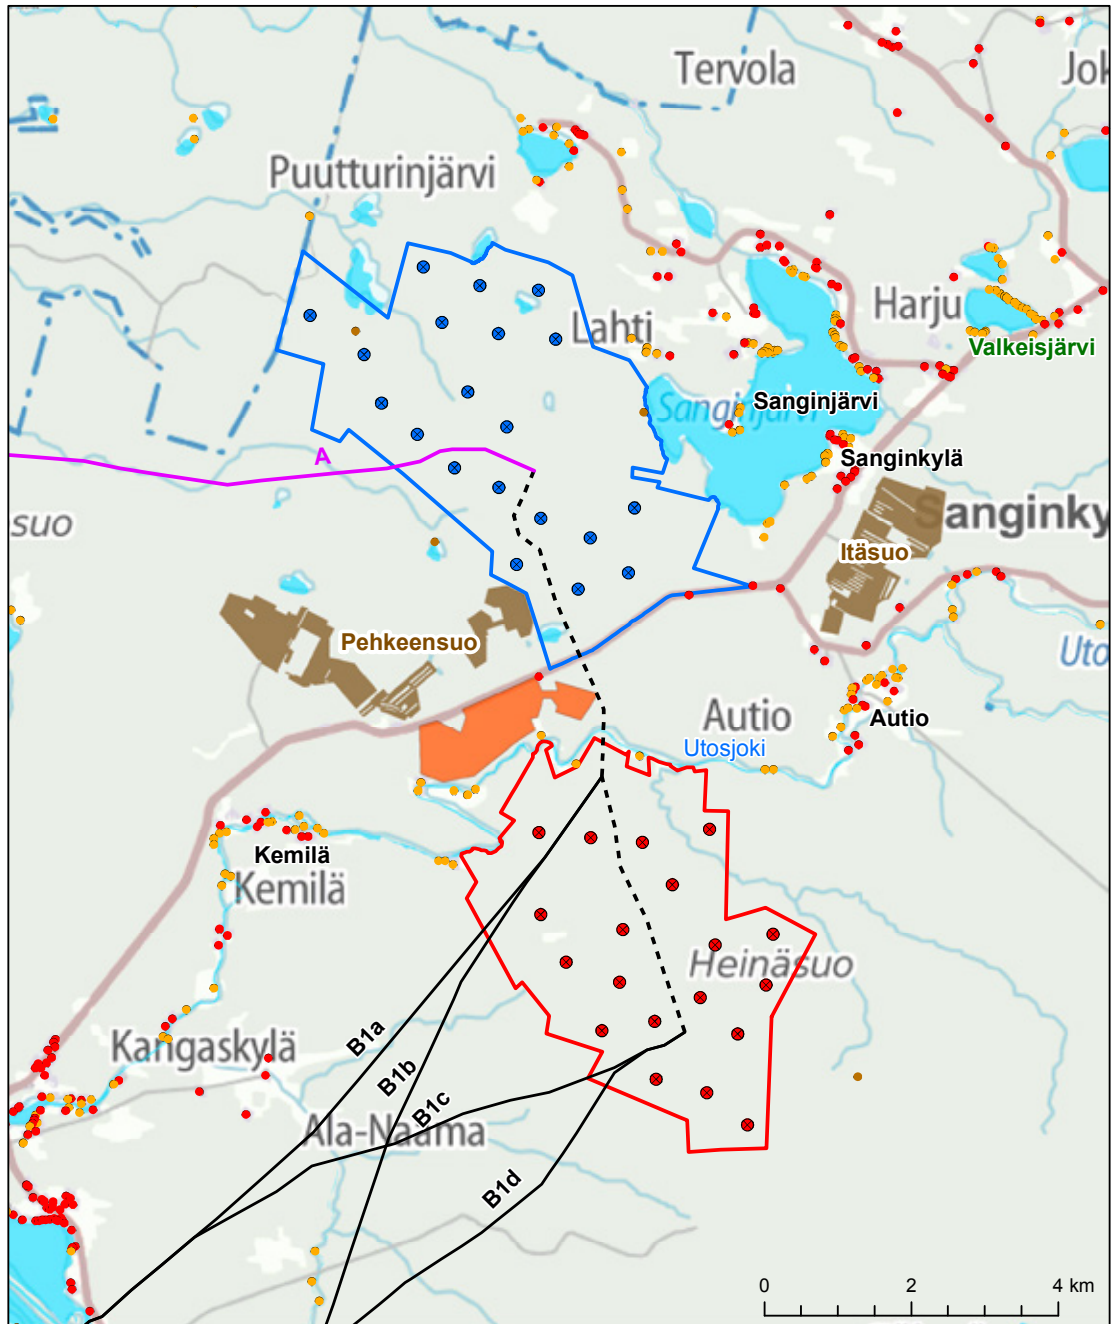 Tervola
Jok
Puutturinjärvi
Harju
Lahti
Valkeisjärvi
Sanginjärvi
Sanginjärvi
A
Sanginkylä
suo
Sanginky
Itäsuo
Pehkeensuo
Uto
Autio
Autio
Utosjoki
Kemilä
Kemilä
Heinäsuo
B1a
Kangaskylä
B1b
B1c
Ala-Naama
B1d
0 2 4 km